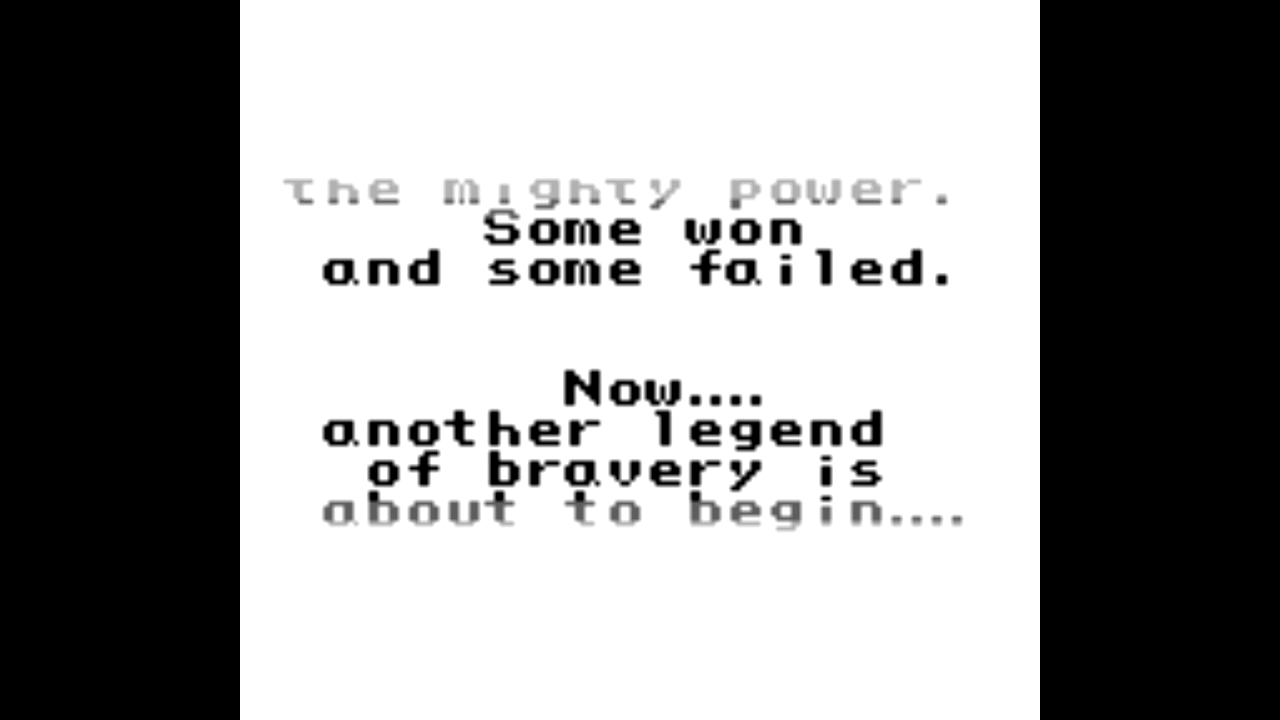 the mighty power.
Some won
and some failed.
Now....
another legend
of bravery is
about to begin....